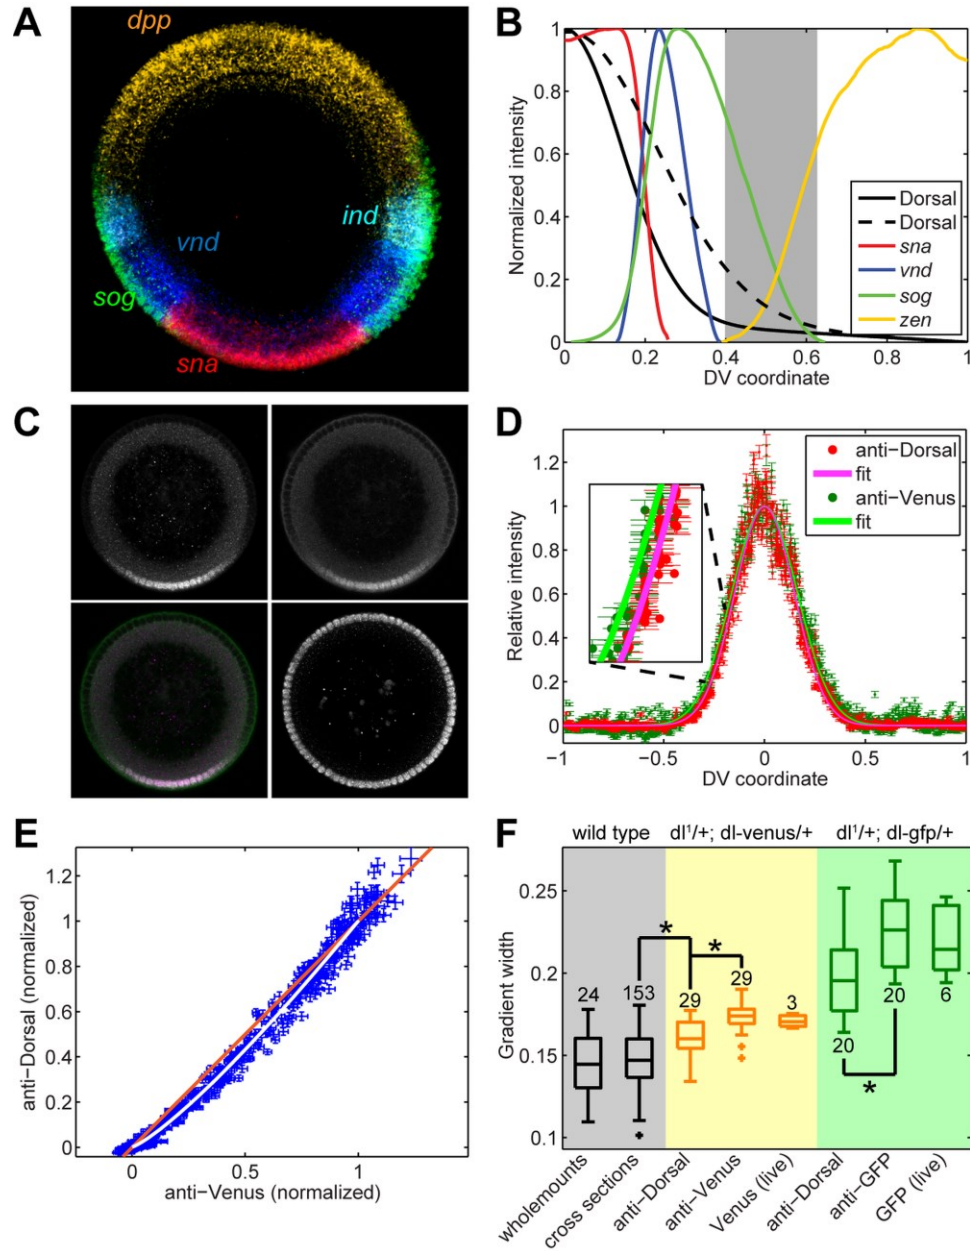 A
dpp
ind
vnd
sog
sna
B
1
0.8
0.6
0.4
0.2
0
Normalized intensity
0 0.2 0.4 0.6 0.8 1
DV coordinate
Dorsal
Dorsal
sna
vnd
sog
zen
C
D
1.2
1
0.8
0.6
0.4
0.2
0
Relative intensity
−1 −0.5 0 0.5 1
DV coordinate
anti−Dorsal
fit
anti−Venus
fit
E
1.2
1
0.8
0.6
0.4
0.2
0
anti−Dorsal (normalized)
0 0.5 1
anti−Venus (normalized)
F
wild type dl¹/+; dl-venus/+ dl¹/+; dl-gfp/+
0.25
0.2
0.15
0.1
Gradient width
24
153
*
29
*
29
3
20
*
20
6
wholemounts
cross sections
anti−Dorsal
anti−Venus
Venus (live)
anti−Dorsal
anti−GFP
GFP (live)